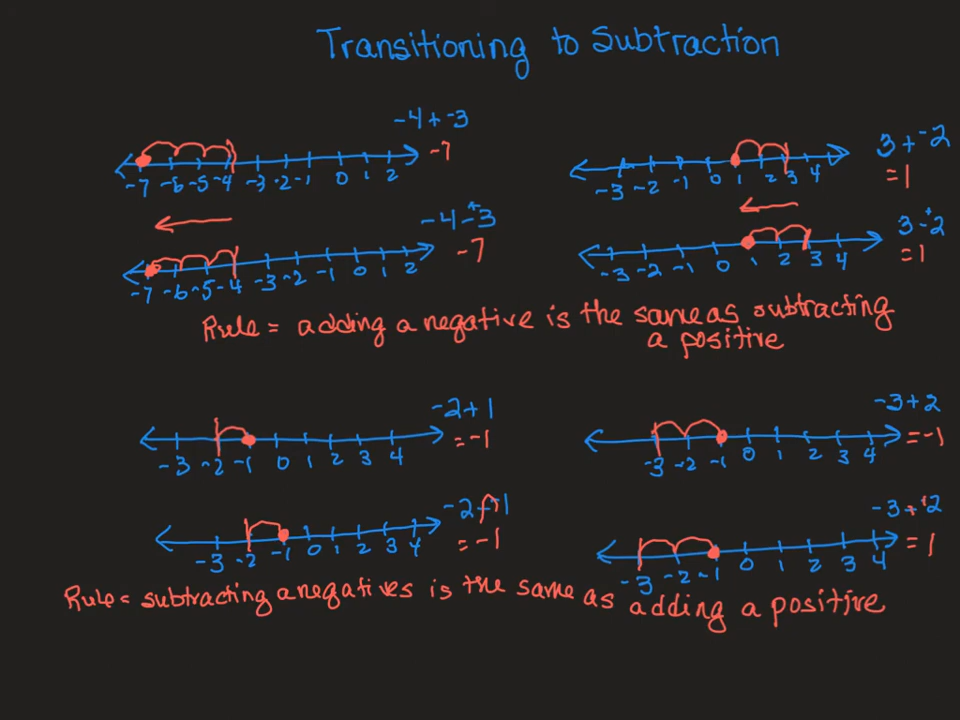 Transitioning to Subtraction
-4 + -3
-7
-7 -6 -5 -4 -3 -2 -1 0 1 2
3 + -2
= 1
-3 -2 -1 0 1 2 3 4
-4 - +3
-7
-7 -6 -5 -4 -3 -2 -1 0 1 2
3 - +2
= 1
-3 -2 -1 0 1 2 3 4
Rule = adding a negative is the same as subtracting
a positive
-2 + 1
= -1
-3 -2 -1 0 1 2 3 4
-3 + 2
= -1
-3 -2 -1 0 1 2 3 4
= -1
-3 -2 -1 0 1 2 3 4
= 1
-3 -2 -1 0 1 2 3 4
Rule = subtracting a negatives is the same as adding a positive